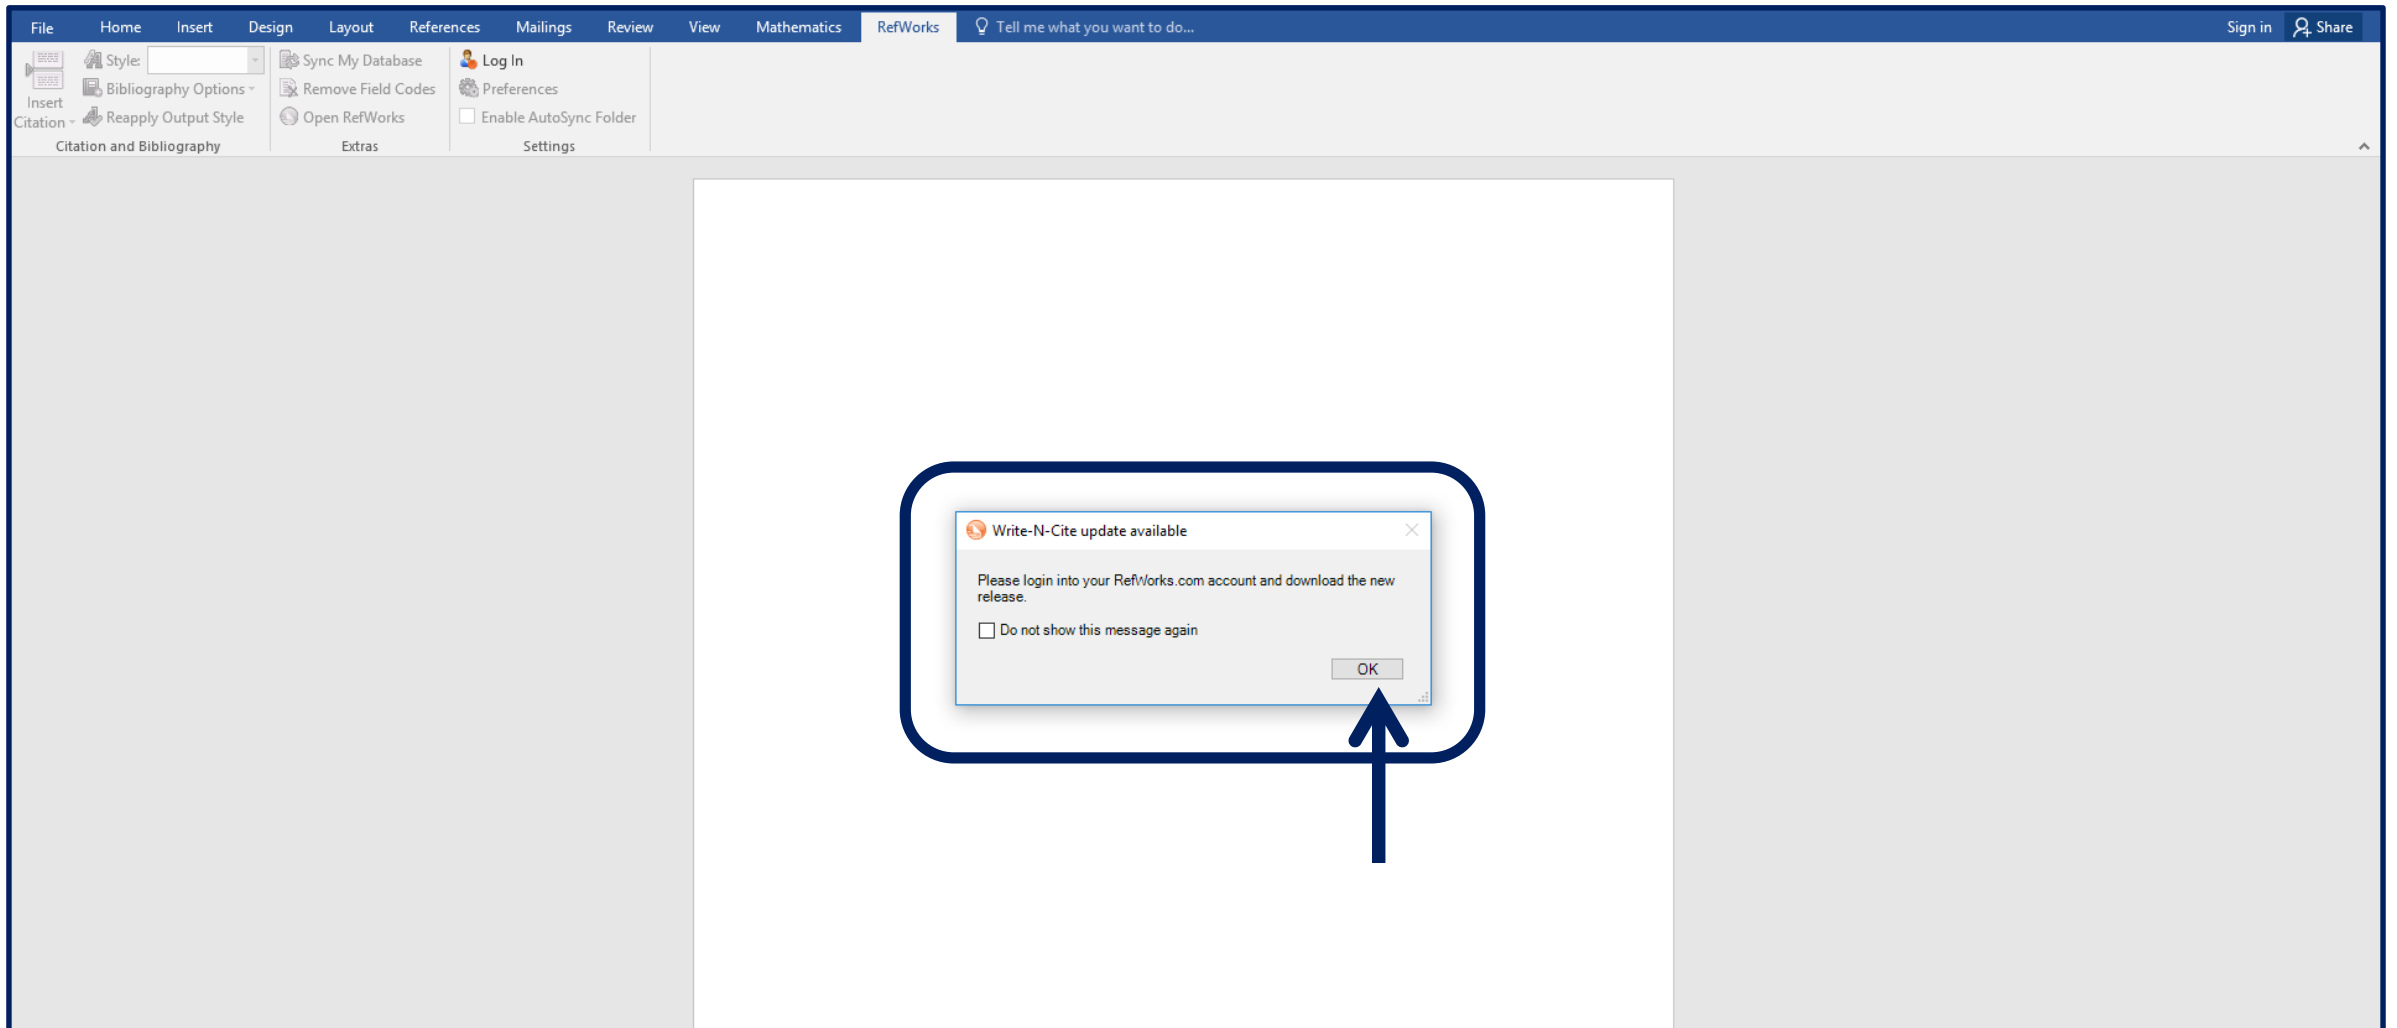 File Home Insert Design Layout References Mailings Review View Mathematics RefWorks Tell me what you want to do... Sign in Share
Style: Sync My Database Log In
Bibliography Options Remove Field Codes Preferences
Insert
Citation Reapply Output Style Open RefWorks Enable AutoSync Folder
Citation and Bibliography Extras Settings
Write-N-Cite update available
Please login into your RefWorks.com account and download the new
release.
Do not show this message again
OK